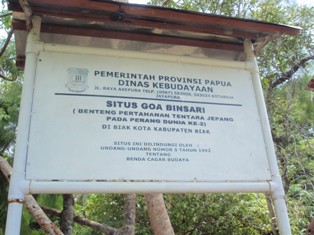 PEMERINTAH PROVINSI PAPUA
DINAS KEBUDAYAAN
JAYAPURA
SITUS GOA BINSARI
( BENTENG PERTAHANAN TENTARA JEPANG
PADA PERANG DUNIA KE-2)
DI BIAK KOTA KABUPATEN BIAK
SITUS INI DILINDUNGI OLEH :
UNDANG-UNDANG NOMOR 5 TAHUN 1992
TENTANG
BENDA CAGAR BUDAYA